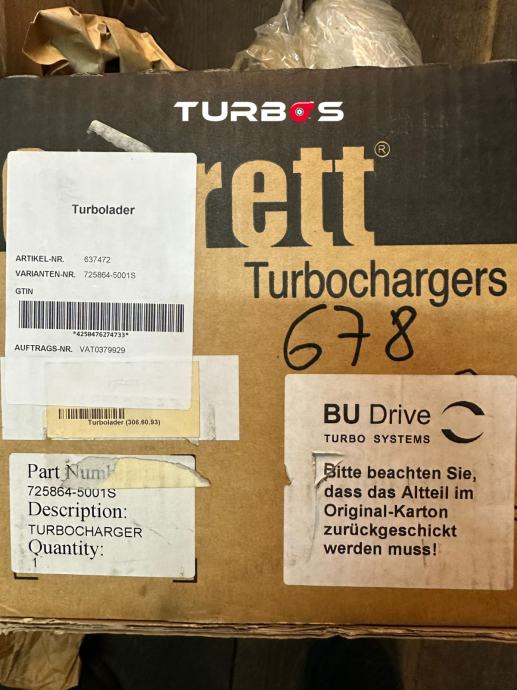 TURBOS
rett®
Turbochargers
678
Turbolader
ARTIKEL-NR. 637472
VARIANTEN-NR. 725864-5001S
GTIN
*4250476274733*
AUFTRAGS-NR. VAT0379929
Turbolader (306.60.93)
Part Numb
725864-5001S
Description:
TURBOCHARGER
Quantity:
1
BU Drive
TURBO SYSTEMS
Bitte beachten Sie,
dass das Altteil im
Original-Karton
zurückgeschickt
werden muss!